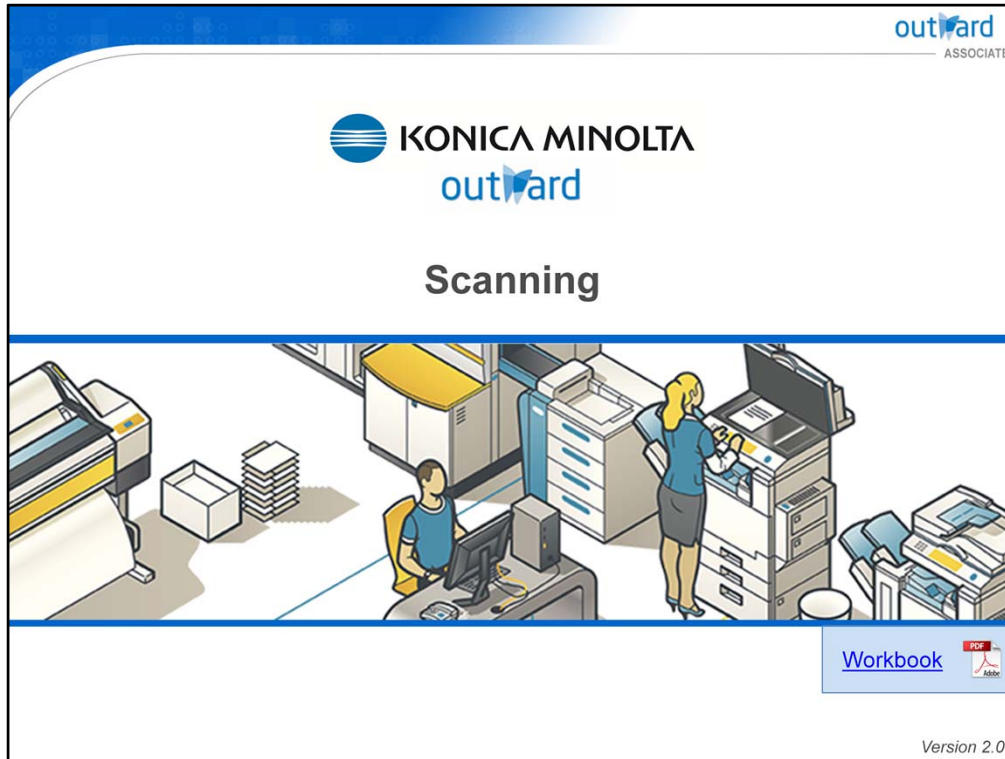 outward
ASSOCIATE
KONICA MINOLTA
outward
Scanning
Workbook
PDF
Adobe
Version 2.0